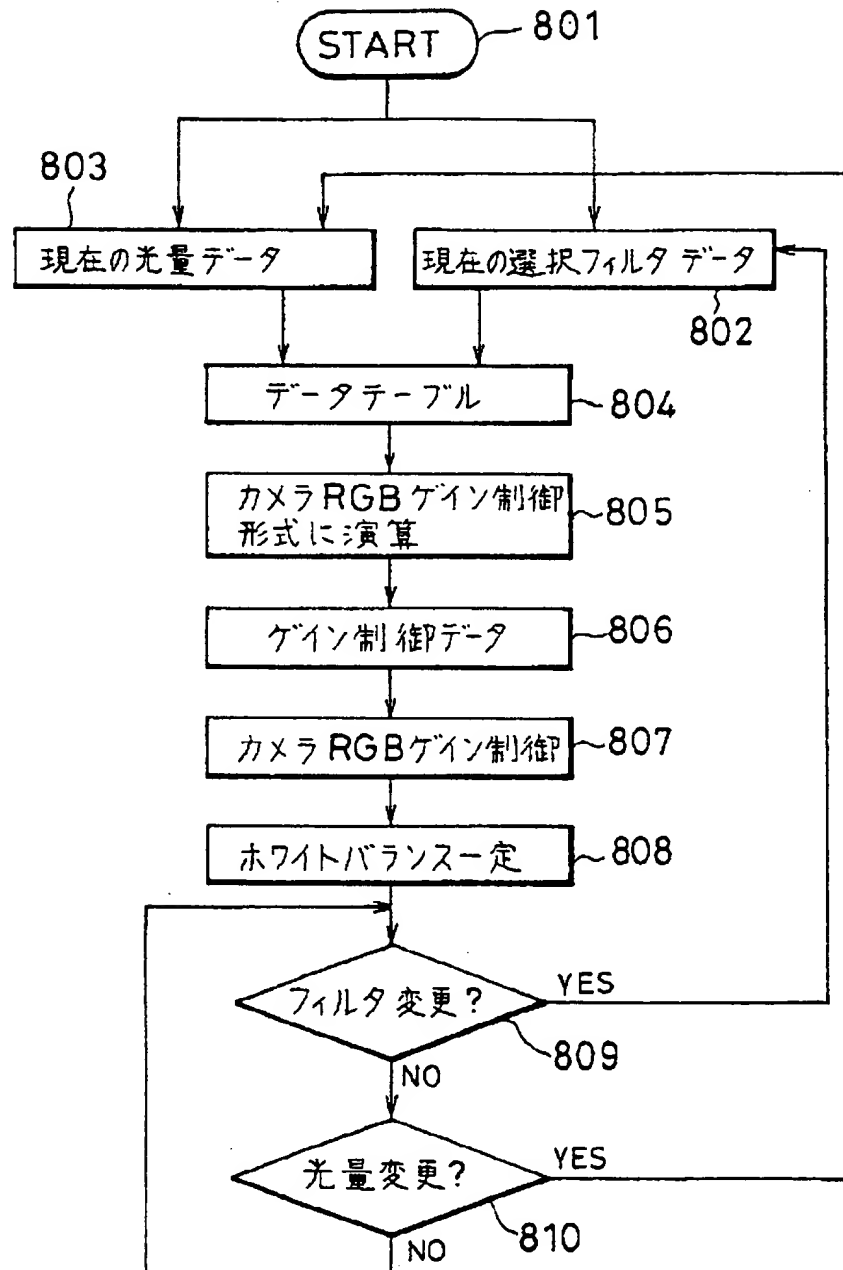 START
801
803
現在の光量データ
現在の選択フィルタデータ
802
データテーブル
804
カメラRGBゲイン制御
形式に演算
805
ゲイン制御データ
806
カメラRGBゲイン制御
807
ホワイトバランス一定
808
フィルタ変更?
YES
809
NO
光量変更?
YES
810
NO